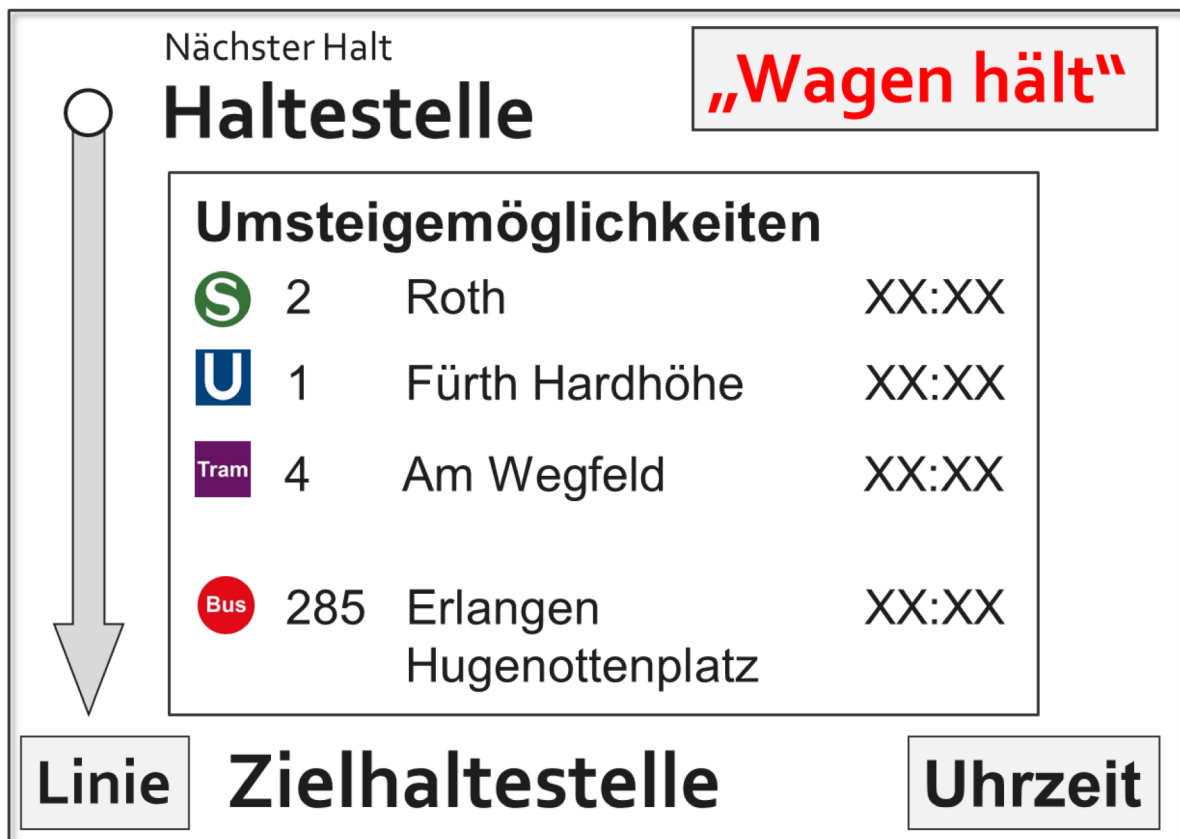 Nächster Halt
Haltestelle
„Wagen hält“
Umsteigemöglichkeiten
S 2 Roth XX:XX
U 1 Fürth Hardhöhe XX:XX
Tram 4 Am Wegfeld XX:XX
Bus 285 Erlangen XX:XX
Hugenottenplatz
Linie Zielhaltestelle Uhrzeit